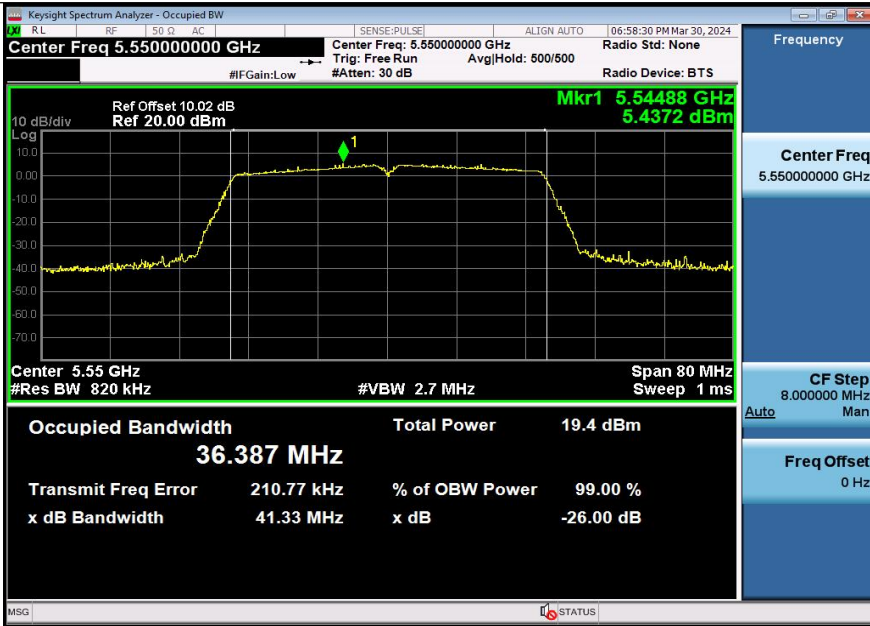 Keysight Spectrum Analyzer - Occupied BW
LXI RL RF 50 Ω AC SENSE:PULSE ALIGN AUTO 06:58:30 PM Mar 30, 2024
Center Freq 5.550000000 GHz
Center Freq: 5.550000000 GHz
Radio Std: None
Trig: Free Run Avg|Hold: 500/500
#IFGain:Low
#Atten: 30 dB
Radio Device: BTS
Ref Offset 10.02 dB
Mkr1 5.54488 GHz
10 dB/div Ref 20.00 dBm
5.4372 dBm
Log
1
10.0
0.00
-10.0
-20.0
-30.0
-40.0
-50.0
-60.0
-70.0
Center 5.55 GHz
Span 80 MHz
#Res BW 820 kHz
#VBW 2.7 MHz
Sweep 1 ms
Occupied Bandwidth
Total Power 19.4 dBm
36.387 MHz
Transmit Freq Error 210.77 kHz
% of OBW Power 99.00 %
x dB Bandwidth 41.33 MHz
x dB -26.00 dB
MSG
STATUS
Frequency
Center Freq
5.550000000 GHz
CF Step
8.000000 MHz
Auto Man
Freq Offset
0 Hz